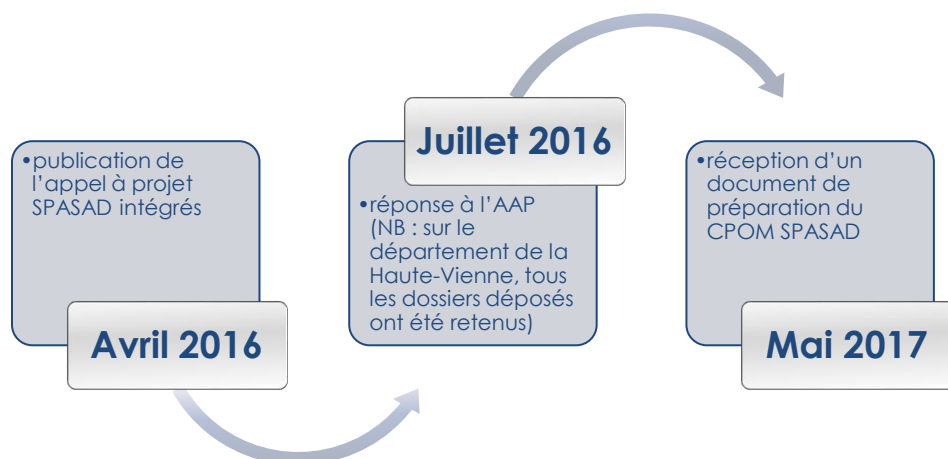 •publication de
l'appel à projet
SPASAD intégrés
Avril 2016
Juillet 2016
•réponse à l'AAP
(NB : sur le
département de la
Haute-Vienne, tous
les dossiers déposés
ont été retenus)
•réception d'un
document de
préparation du
CPOM SPASAD
Mai 2017